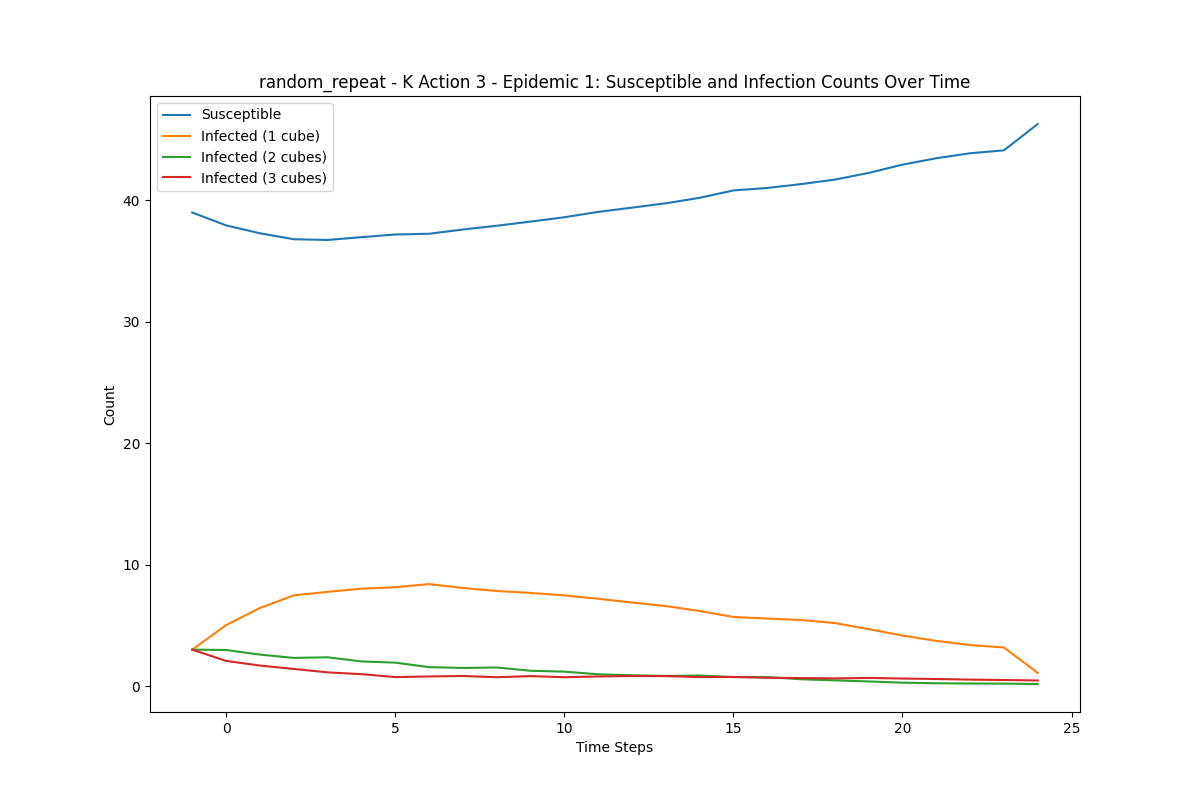 random_repeat - K Action 3 - Epidemic 1: Susceptible and Infection Counts Over Time
Susceptible
Infected (1 cube)
Infected (2 cubes)
Infected (3 cubes)
40
30
20
10
0
Count
0 5 10 15 20 25
Time Steps